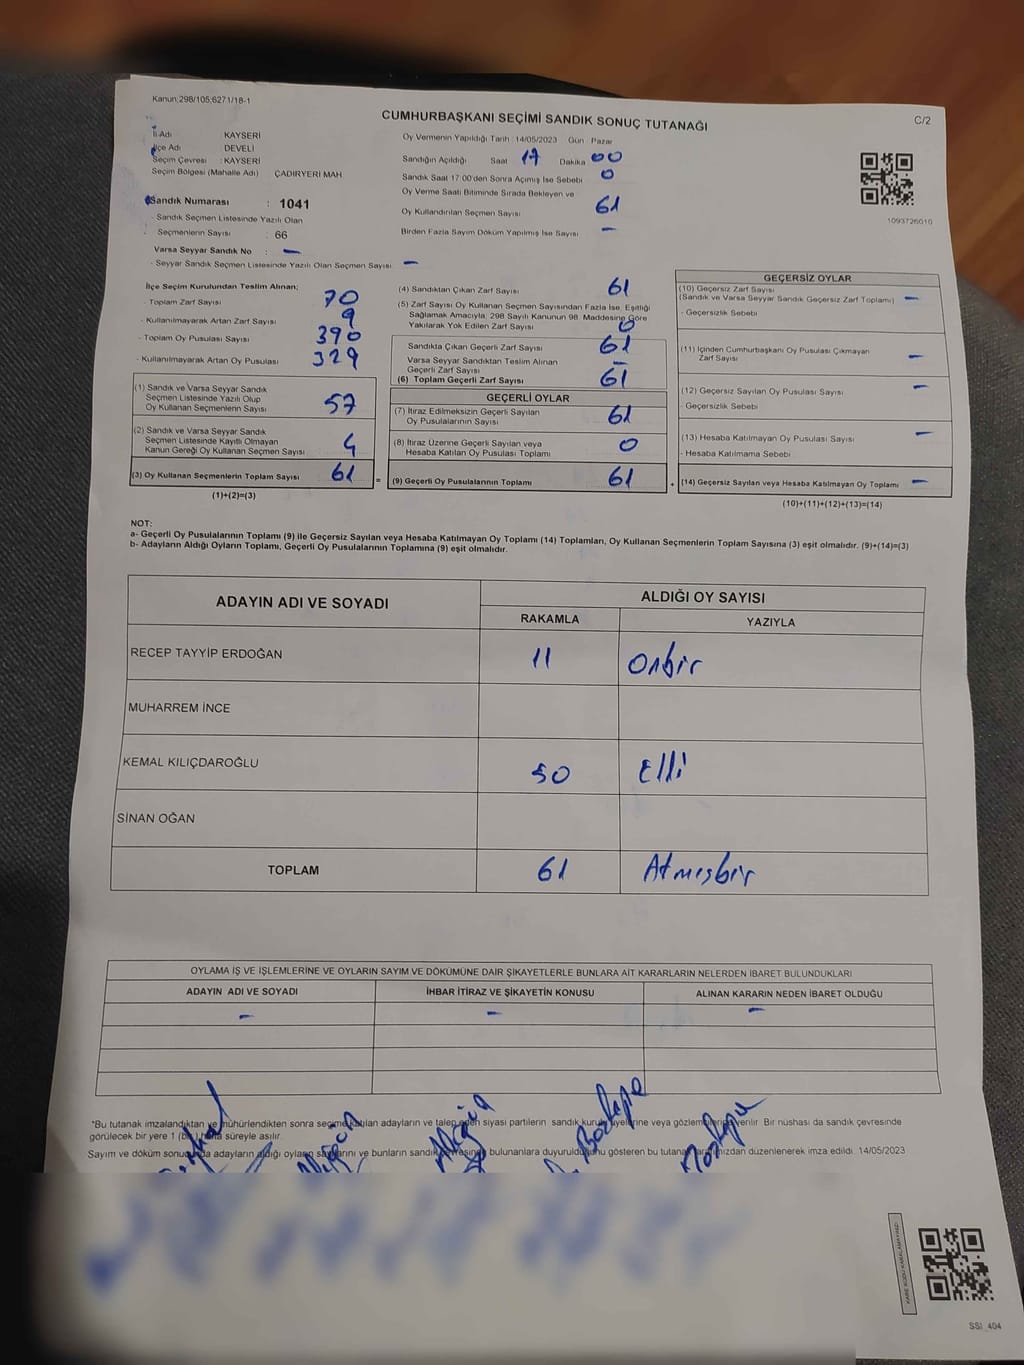 Kanun:298/105;6271/18-1
CUMHURBAŞKANI SEÇİMİ SANDIK SONUÇ TUTANAĞI
C/2
İl Adı KAYSERİ
İlçe Adı DEVELİ
Seçim Çevresi : KAYSERİ
Seçim Bölgesi (Mahalle Adı) ÇADIRYERİ MAH
Sandık Numarası : 1041
- Sandık Seçmen Listesinde Yazılı Olan
Seçmenlerin Sayısı : 66
Varsa Seyyar Sandık No : –
- Seyyar Sandık Seçmen Listesinde Yazılı Olan Seçmen Sayısı –
Oy Vermenin Yapıldığı Tarih : 14/05/2023 Gün : Pazar
Sandığın Açıldığı Saat 17 Dakika 00
Sandık Saat 17:00'den Sonra Açımış İse Sebebi 0
Oy Verme Saati Bitiminde Sırada Bekleyen ve
Oy Kullandırılan Seçmen Sayısı 61
Birden Fazla Sayım Döküm Yapılmış İse Sayısı –
1093726010
İlçe Seçim Kurulundan Teslim Alınan;
- Toplam Zarf Sayısı 70
- Kullanılmayarak Artan Zarf Sayısı 9
- Toplam Oy Pusulası Sayısı 390
- Kullanılmayarak Artan Oy Pusulası 329
(1) Sandık ve Varsa Seyyar Sandık
Seçmen Listesinde Yazılı Olup
Oy Kullanan Seçmenlerin Sayısı 57
(2) Sandık ve Varsa Seyyar Sandık
Seçmen Listesinde Kayıtlı Olmayan
Kanun Gereği Oy Kullanan Seçmen Sayısı 4
(3) Oy Kullanan Seçmenlerin Toplam Sayısı 61 =
(1)+(2)=(3)
(4) Sandıktan Çıkan Zarf Sayısı 61
(5) Zarf Sayısı Oy Kullanan Seçmen Sayısından Fazla İse, Eşitliği
Sağlamak Amacıyla, 298 Sayılı Kanunun 98. Maddesine Göre
Yakılarak Yok Edilen Zarf Sayısı 0
Sandıkta Çıkan Geçerli Zarf Sayısı 61
Varsa Seyyar Sandıktan Teslim Alınan
Geçerli Zarf Sayısı –
(6) Toplam Geçerli Zarf Sayısı 61
GEÇERLİ OYLAR
(7) İtiraz Edilmeksizin Geçerli Sayılan
Oy Pusulalarının Sayısı 61
(8) İtiraz Üzerine Geçerli Sayılan veya
Hesaba Katılan Oy Pusulası Toplamı 0
(9) Geçerli Oy Pusulalarının Toplamı 61 +
GEÇERSİZ OYLAR
(10) Geçersiz Zarf Sayısı
(Sandık ve Varsa Seyyar Sandık Geçersiz Zarf Toplamı) –
- Geçersizlik Sebebi
(11) İçinden Cumhurbaşkanı Oy Pusulası Çıkmayan
Zarf Sayısı –
(12) Geçersiz Sayılan Oy Pusulası Sayısı –
- Geçersizlik Sebebi
(13) Hesaba Katılmayan Oy Pusulası Sayısı –
- Hesaba Katılmama Sebebi
(14) Geçersiz Sayılan veya Hesaba Katılmayan Oy Toplamı –
(10)+(11)+(12)+(13)=(14)
NOT:
a- Geçerli Oy Pusulalarının Toplamı (9) ile Geçersiz Sayılan veya Hesaba Katılmayan Oy Toplamı (14) Toplamları, Oy Kullanan Seçmenlerin Toplam Sayısına (3) eşit olmalıdır. (9)+(14)=(3)
b- Adayların Aldığı Oyların Toplamı, Geçerli Oy Pusulalarının Toplamına (9) eşit olmalıdır.
ADAYIN ADI VE SOYADI ALDIĞI OY SAYISI
RAKAMLA YAZIYLA
RECEP TAYYİP ERDOĞAN 11 Onbir
MUHARREM İNCE
KEMAL KILIÇDAROĞLU 50 Elli
SİNAN OĞAN
TOPLAM 61 Atmışbir
OYLAMA İŞ VE İŞLEMLERİNE VE OYLARIN SAYIM VE DÖKÜMÜNE DAİR ŞİKAYETLERLE BUNLARA AİT KARARLARIN NELERDEN İBARET BULUNDUKLARI
ADAYIN ADI VE SOYADI İHBAR İTİRAZ VE ŞİKAYETİN KONUSU ALINAN KARARIN NEDEN İBARET OLDUĞU
– – –
*Bu tutanak imzalandıktan ve mühürlendikten sonra seçime katılan adayların ve talep eden siyasi partilerin sandık kurulu üyelerine veya gözlemcilerine verilir. Bir nüshası da sandık çevresinde
görülecek bir yere 1 (bir) hafta süreyle asılır.
Sayım ve döküm sonucunda adayların aldığı oyların sayılarını ve bunların sandık çevresinde bulunanlara duyurulduğunu gösteren bu tutanak tarafımızdan düzenlenerek imza edildi. 14/05/2023
SSI_404